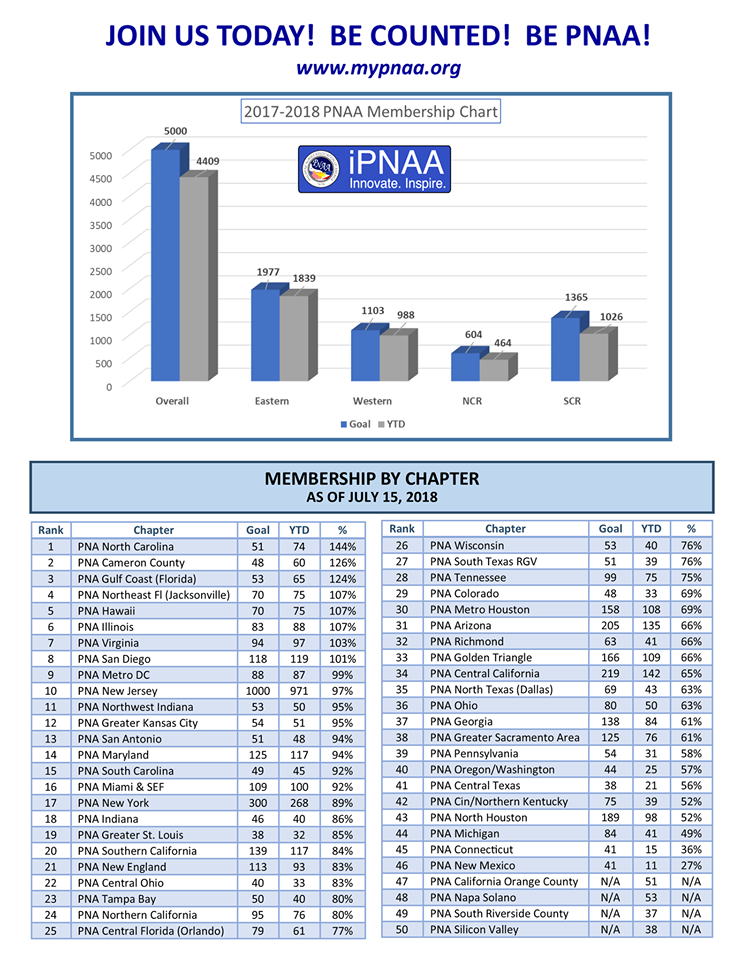 JOIN US TODAY! BE COUNTED! BE PNAA!
www.mypnaa.org
2017-2018 PNAA Membership Chart
iPNAA
Innovate. Inspire.
5000
4409
1977
1839
1103
988
604
464
1365
1026
5000
4500
4000
3500
3000
2500
2000
1500
1000
500
0
Overall Eastern Western NCR SCR
Goal YTD
MEMBERSHIP BY CHAPTER
AS OF JULY 15, 2018
Rank Chapter Goal YTD %
1 PNA North Carolina 51 74 144%
2 PNA Cameron County 48 60 126%
3 PNA Gulf Coast (Florida) 53 65 124%
4 PNA Northeast Fl (Jacksonville) 70 75 107%
5 PNA Hawaii 70 75 107%
6 PNA Illinois 83 88 107%
7 PNA Virginia 94 97 103%
8 PNA San Diego 118 119 101%
9 PNA Metro DC 88 87 99%
10 PNA New Jersey 1000 971 97%
11 PNA Northwest Indiana 53 50 95%
12 PNA Greater Kansas City 54 51 95%
13 PNA San Antonio 51 48 94%
14 PNA Maryland 125 117 94%
15 PNA South Carolina 49 45 92%
16 PNA Miami & SEF 109 100 92%
17 PNA New York 300 268 89%
18 PNA Indiana 46 40 86%
19 PNA Greater St. Louis 38 32 85%
20 PNA Southern California 139 117 84%
21 PNA New England 113 93 83%
22 PNA Central Ohio 40 33 83%
23 PNA Tampa Bay 50 40 80%
24 PNA Northern California 95 76 80%
25 PNA Central Florida (Orlando) 79 61 77%
Rank Chapter Goal YTD %
26 PNA Wisconsin 53 40 76%
27 PNA South Texas RGV 51 39 76%
28 PNA Tennessee 99 75 75%
29 PNA Colorado 48 33 69%
30 PNA Metro Houston 158 108 69%
31 PNA Arizona 205 135 66%
32 PNA Richmond 63 41 66%
33 PNA Golden Triangle 166 109 66%
34 PNA Central California 219 142 65%
35 PNA North Texas (Dallas) 69 43 63%
36 PNA Ohio 80 50 63%
37 PNA Georgia 138 84 61%
38 PNA Greater Sacramento Area 125 76 61%
39 PNA Pennsylvania 54 31 58%
40 PNA Oregon/Washington 44 25 57%
41 PNA Central Texas 38 21 56%
42 PNA Cin/Northern Kentucky 75 39 52%
43 PNA North Houston 189 98 52%
44 PNA Michigan 84 41 49%
45 PNA Connecticut 41 15 36%
46 PNA New Mexico 41 11 27%
47 PNA California Orange County N/A 51 N/A
48 PNA Napa Solano N/A 53 N/A
49 PNA South Riverside County N/A 37 N/A
50 PNA Silicon Valley N/A 38 N/A